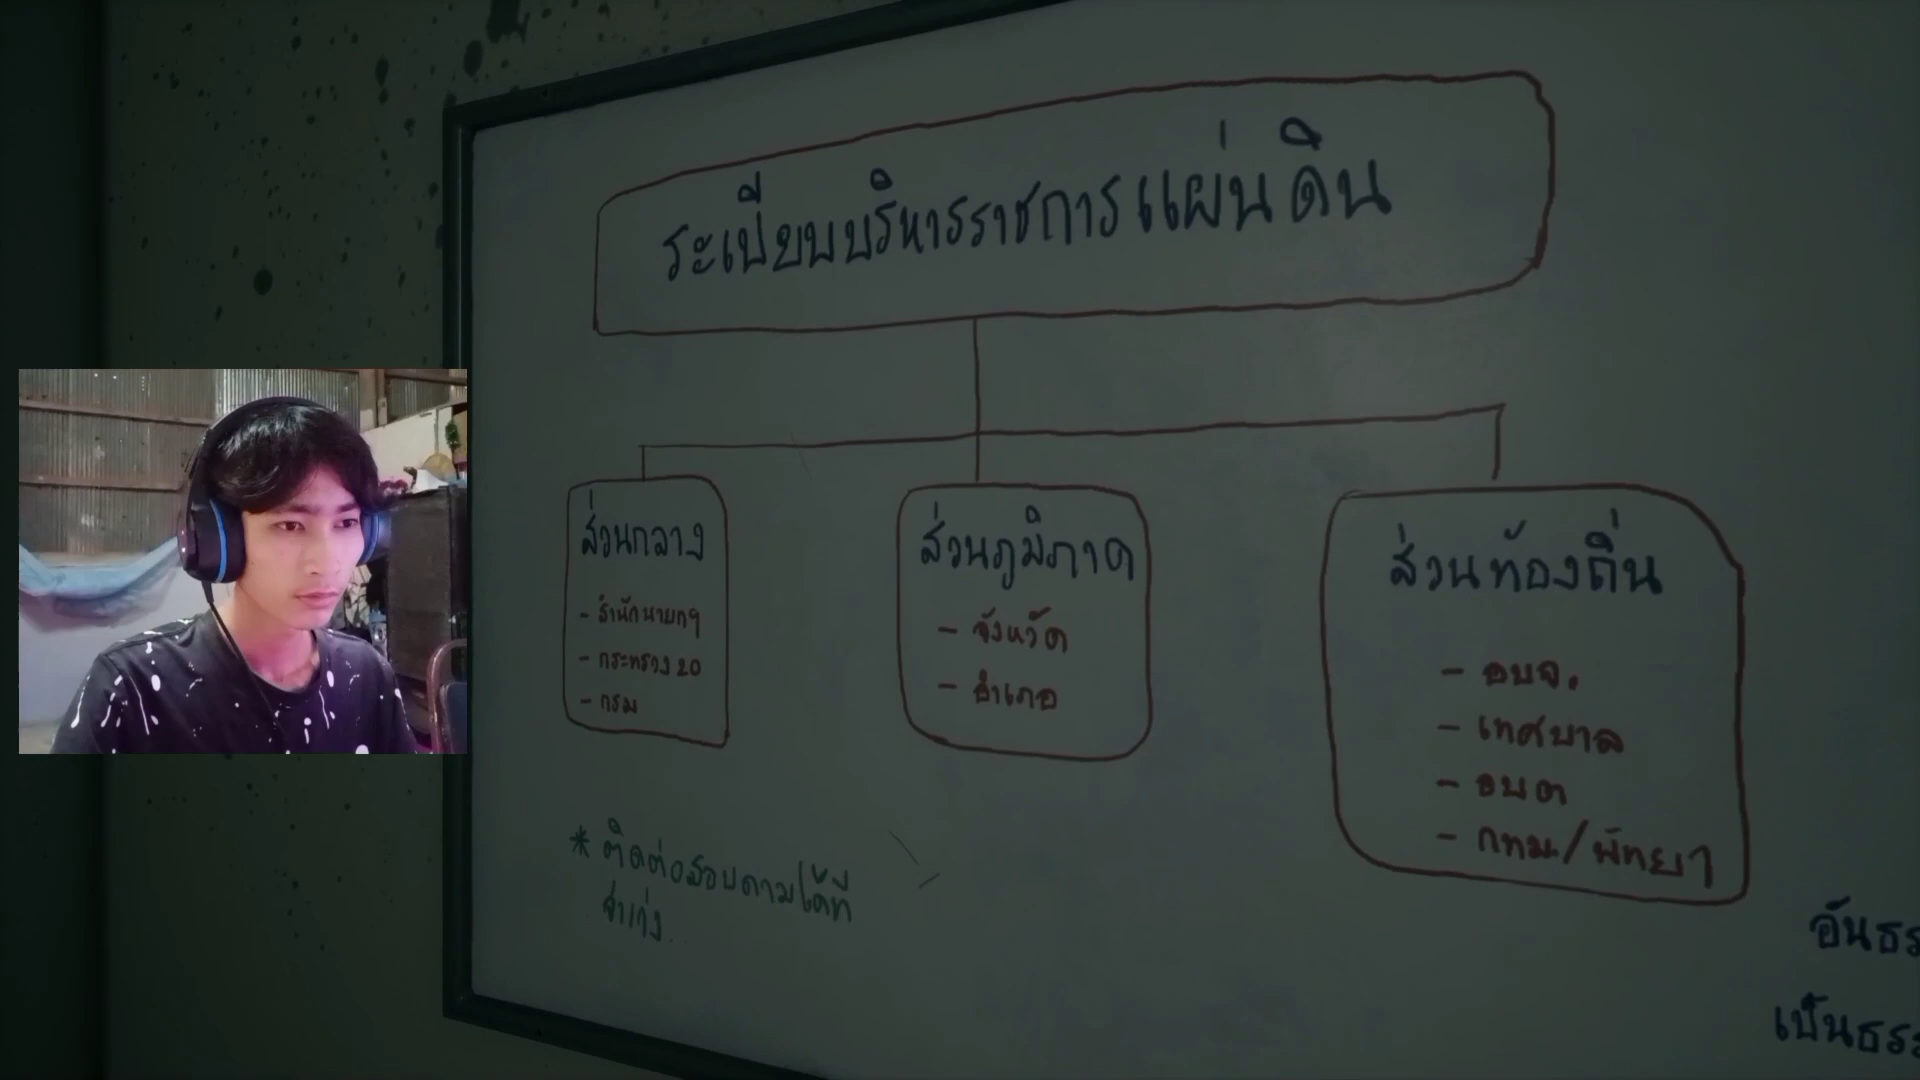 ระเบียบบริหารราชการแผ่นดิน
ส่วนกลาง
- สำนักนายกฯ
- กระทรวง 20
- กรม
ส่วนภูมิภาค
- จังหวัด
- อำเภอ
ส่วนท้องถิ่น
- อบจ.
- เทศบาล
- อบต
- กทม/พัทยา
* ติดต่อสอบถามได้ที่
จ่าเก่ง
อันธร
เป็นธรร